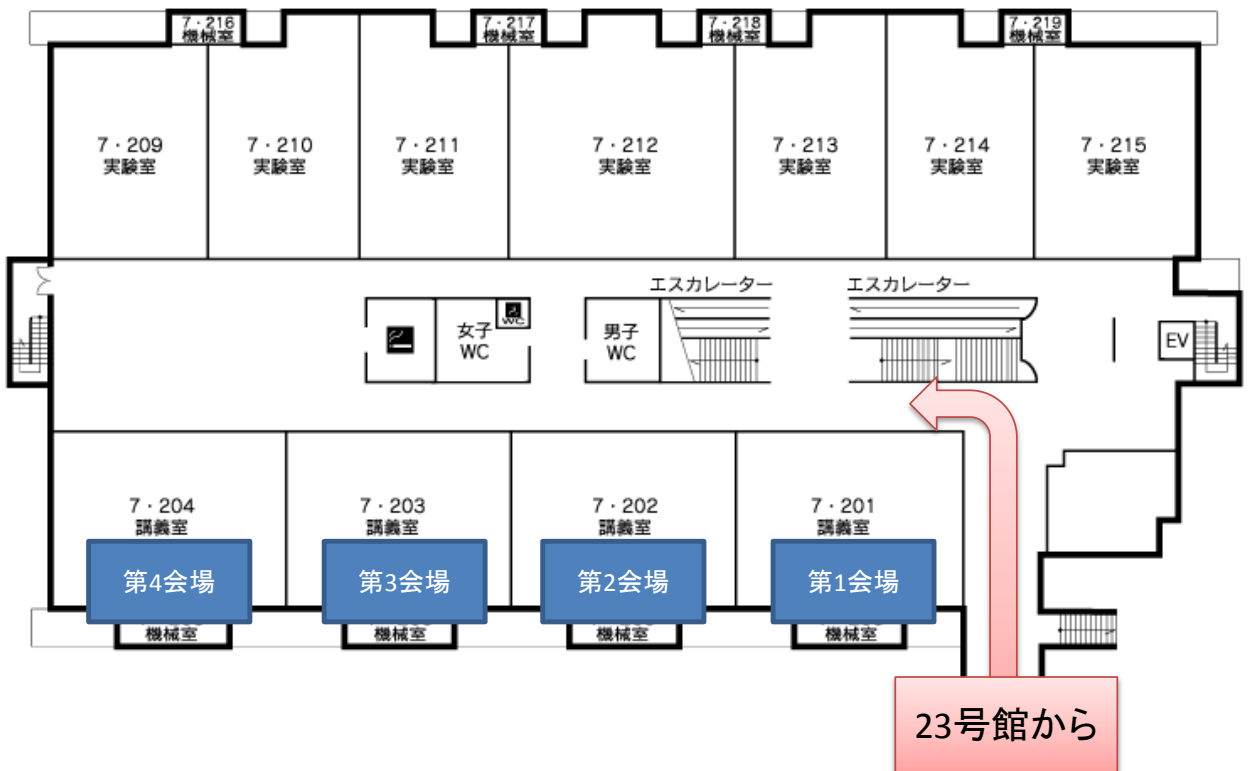 7・216
機械室
7・217
機械室
7・218
機械室
7・219
機械室
7・209
実験室
7・210
実験室
7・211
実験室
7・212
実験室
7・213
実験室
7・214
実験室
7・215
実験室
エスカレーター
エスカレーター
女子
WC
WC
男子
WC
EV
7・204
講義室
7・203
講義室
7・202
講義室
7・201
講義室
第4会場
第3会場
第2会場
第1会場
機械室
機械室
機械室
機械室
23号館から